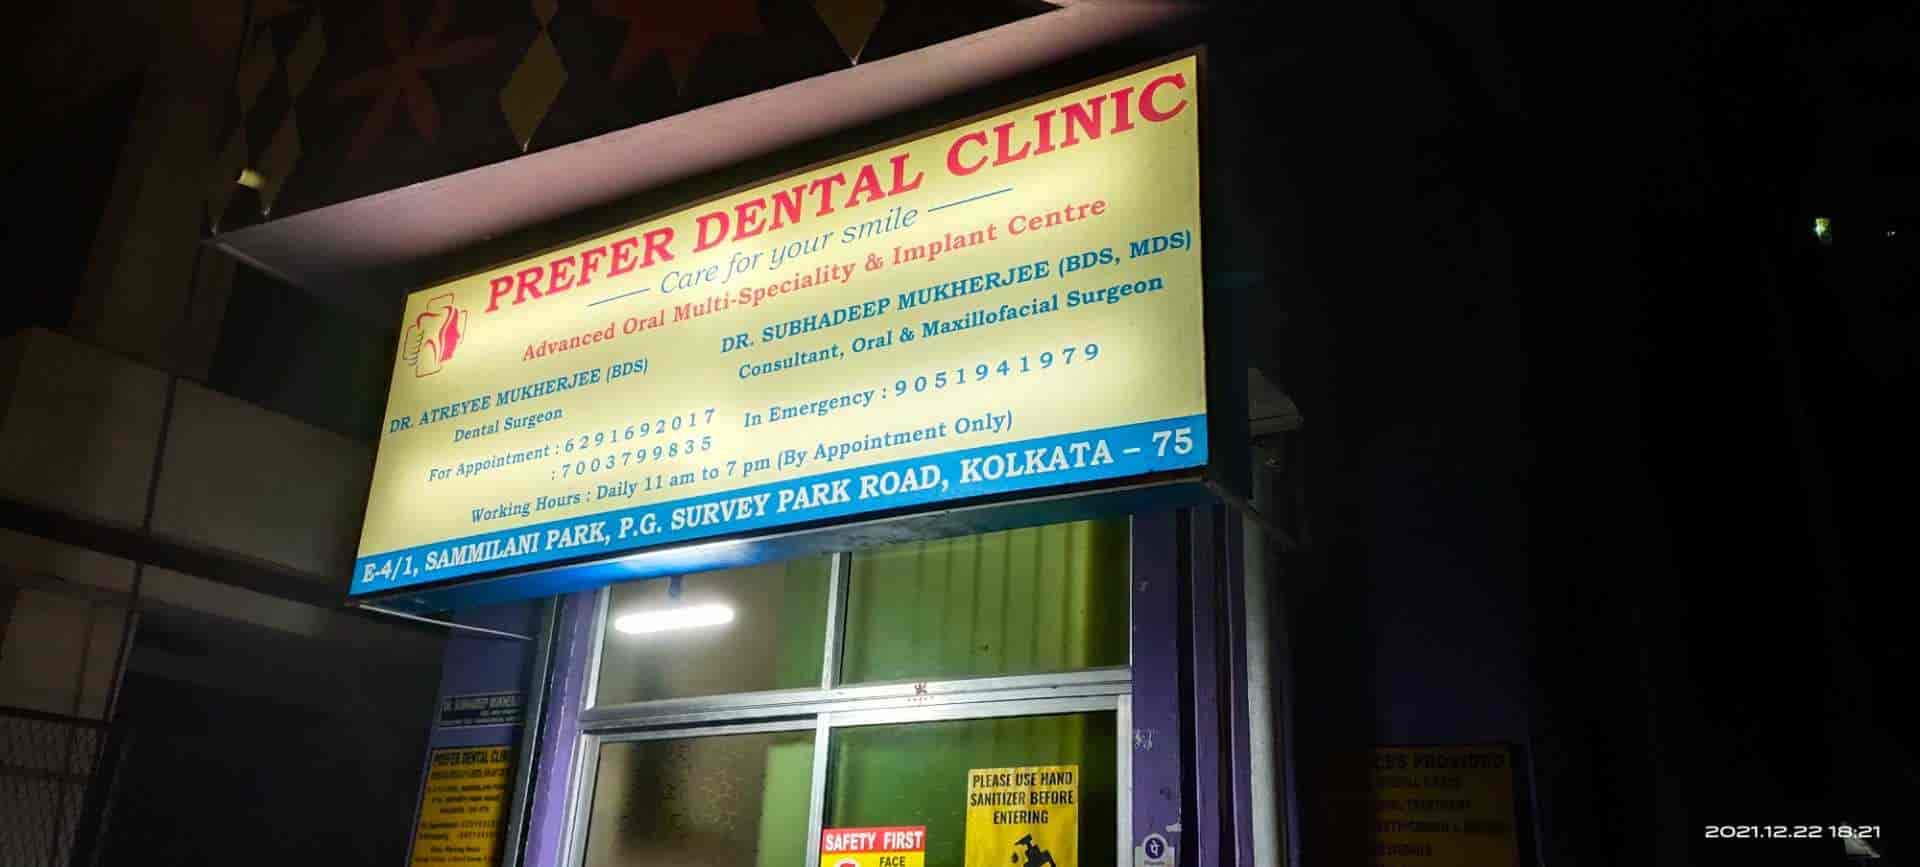 PREFER DENTAL CLINIC
Care for your smile
Advanced Oral Multi-Speciality & Implant Centre
DR. ATREYEE MUKHERJEE (BDS)
Dental Surgeon
For Appointment : 6291692017
: 7003799835
DR. SUBHADEEP MUKHERJEE (BDS, MDS)
Consultant, Oral & Maxillofacial Surgeon
In Emergency : 9051941979
Working Hours : Daily 11 am to 7 pm (By Appointment Only)
E-4/1, SAMMILANI PARK, P.G. SURVEY PARK ROAD, KOLKATA – 75
PREFER DENTAL
PLEASE USE HAND
SANITIZER BEFORE
ENTERING
SAFETY FIRST
FACE
पे
PROVIDED
2021.12.22 18:21